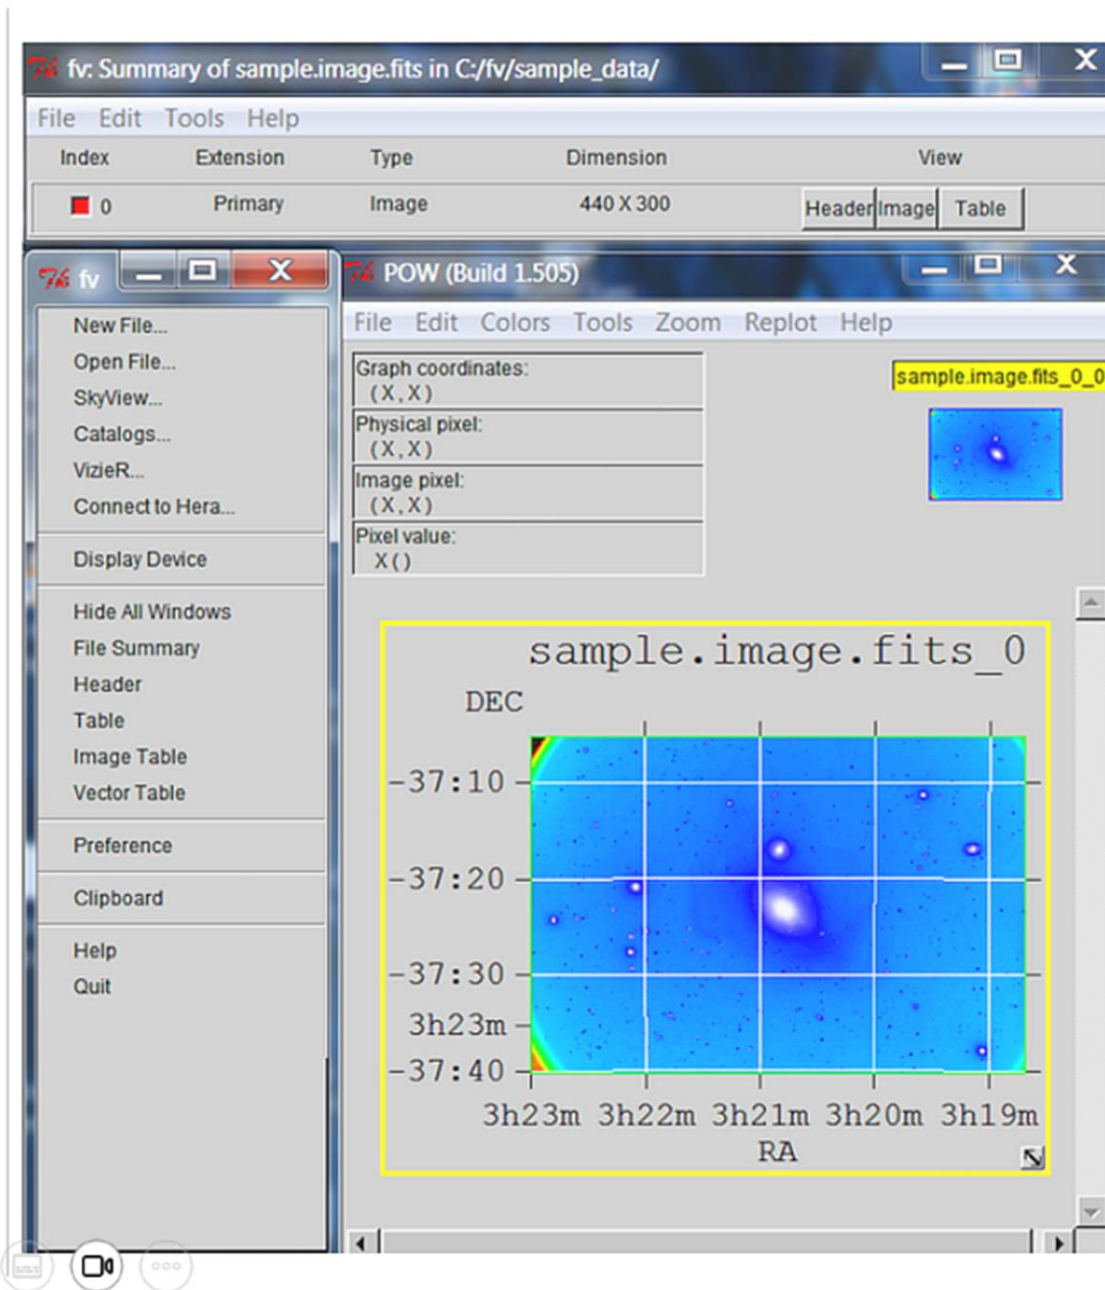 fv: Summary of sample.image.fits in C:/fv/sample_data/
File Edit Tools Help
Index Extension Type Dimension View
0 Primary Image 440 X 300 Header Image Table
fv
New File...
Open File...
SkyView...
Catalogs...
VizieR...
Connect to Hera...
Display Device
Hide All Windows
File Summary
Header
Table
Image Table
Vector Table
Preference
Clipboard
Help
Quit
POW (Build 1.505)
File Edit Colors Tools Zoom Replot Help
Graph coordinates:
(X,X)
Physical pixel:
(X,X)
Image pixel:
(X,X)
Pixel value:
X()
sample.image.fits_0_0
sample.image.fits_0
DEC
-37:10
-37:20
-37:30
3h23m
-37:40
3h23m 3h22m 3h21m 3h20m 3h19m
RA